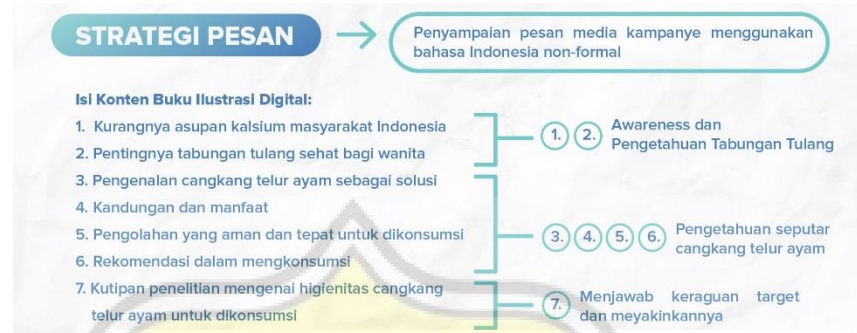 STRATEGI PESAN
Penyampaian pesan media kampanye menggunakan
bahasa Indonesia non-formal
Isi Konten Buku Ilustrasi Digital:
1. Kurangnya asupan kalsium masyarakat Indonesia
2. Pentingnya tabungan tulang sehat bagi wanita
3. Pengenalan cangkang telur ayam sebagai solusi
4. Kandungan dan manfaat
5. Pengolahan yang aman dan tepat untuk dikonsumsi
6. Rekomendasi dalam mengkonsumsi
7. Kutipan penelitian mengenai higienitas cangkang
telur ayam untuk dikonsumsi
1. 2. Awareness dan
Pengetahuan Tabungan Tulang
3. 4. 5. 6. Pengetahuan seputar
cangkang telur ayam
7. Menjawab keraguan target
dan meyakinkannya